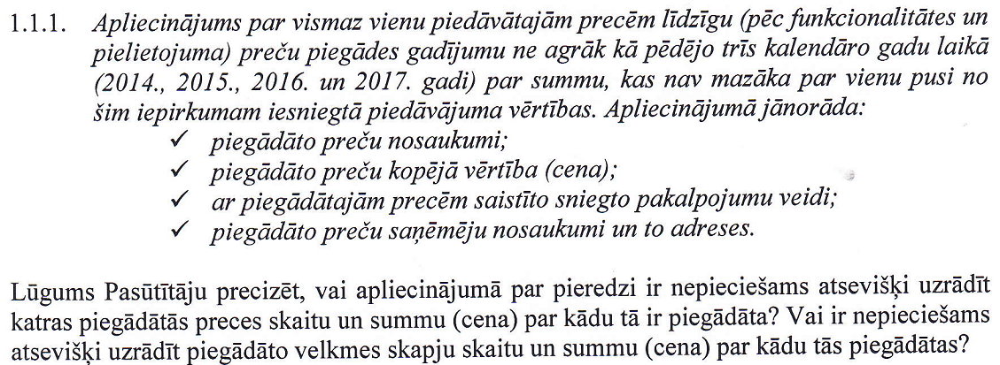 1.1.1. Apliecinājums par vismaz vienu piedāvātajām precēm līdzīgu (pēc funkcionalitātes un
pielietojuma) preču piegādes gadījumu ne agrāk kā pēdējo trīs kalendāro gadu laikā
(2014., 2015., 2016. un 2017. gadi) par summu, kas nav mazāka par vienu pusi no
šim iepirkumam iesniegtā piedāvājuma vērtības. Apliecinājumā jānorāda:
✓ piegādāto preču nosaukumi;
✓ piegādāto preču kopējā vērtība (cena);
✓ ar piegādātajām precēm saistīto sniegto pakalpojumu veidi;
✓ piegādāto preču saņēmēju nosaukumi un to adreses.
Lūgums Pasūtītāju precizēt, vai apliecinājumā par pieredzi ir nepieciešams atsevišķi uzrādīt
katras piegādātās preces skaitu un summu (cena) par kādu tā ir piegādāta? Vai ir nepieciešams
atsevišķi uzrādīt piegādāto velkmes skapju skaitu un summu (cena) par kādu tās piegādātas?